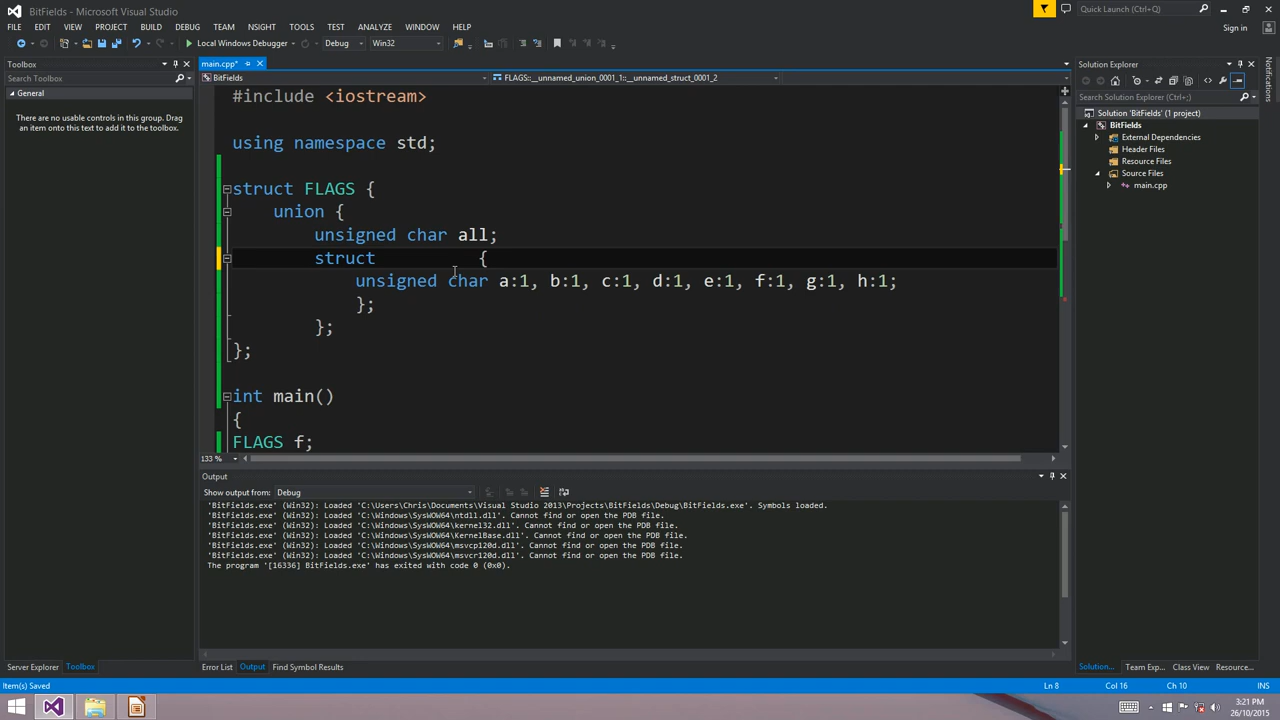 BitFields - Microsoft Visual Studio
Quick Launch (Ctrl+Q)
FILE EDIT VIEW PROJECT BUILD DEBUG TEAM NSIGHT TOOLS TEST ANALYZE WINDOW HELP
Sign in
Local Windows Debugger Debug Win32
Toolbox
Search Toolbox
General
There are no usable controls in this group. Drag
an item onto this text to add it to the toolbox.
main.cpp*
BitFields
FLAGS::__unnamed_union_0001_1::__unnamed_struct_0001_2
#include <iostream>
using namespace std;
struct FLAGS {
union {
unsigned char all;
struct {
unsigned char a:1, b:1, c:1, d:1, e:1, f:1, g:1, h:1;
};
};
};
int main()
{
FLAGS f;
133 %
Output
Show output from: Debug
'BitFields.exe' (Win32): Loaded 'C:\Users\Chris\Documents\Visual Studio 2013\Projects\BitFields\Debug\BitFields.exe'. Symbols loaded.
'BitFields.exe' (Win32): Loaded 'C:\Windows\SysWOW64\ntdll.dll'. Cannot find or open the PDB file.
'BitFields.exe' (Win32): Loaded 'C:\Windows\SysWOW64\kernel32.dll'. Cannot find or open the PDB file.
'BitFields.exe' (Win32): Loaded 'C:\Windows\SysWOW64\KernelBase.dll'. Cannot find or open the PDB file.
'BitFields.exe' (Win32): Loaded 'C:\Windows\SysWOW64\msvcp120d.dll'. Cannot find or open the PDB file.
'BitFields.exe' (Win32): Loaded 'C:\Windows\SysWOW64\msvcr120d.dll'. Cannot find or open the PDB file.
The program '[16336] BitFields.exe' has exited with code 0 (0x0).
Solution Explorer
Search Solution Explorer (Ctrl+;)
Solution 'BitFields' (1 project)
BitFields
External Dependencies
Header Files
Resource Files
Source Files
main.cpp
Notifications
Server Explorer Toolbox
Error List Output Find Symbol Results
Solution... Team Exp... Class View Resource...
Item(s) Saved
Ln 8 Col 16 Ch 10 INS
3:21 PM
26/10/2015